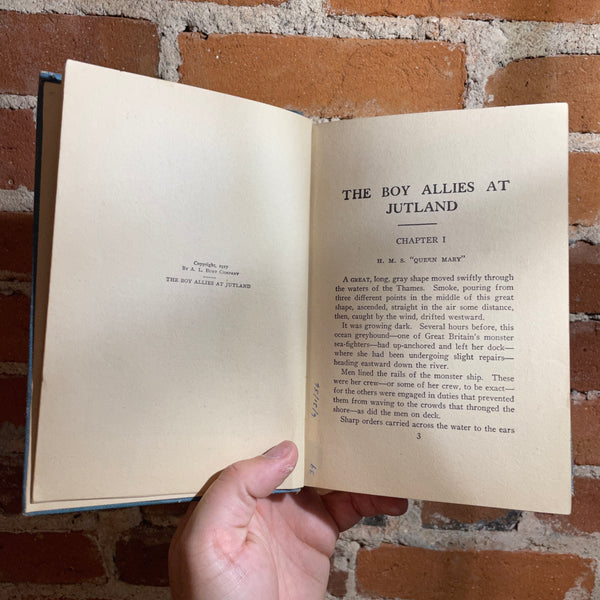 Copyright, 1917
By A. L. Burt Company
THE BOY ALLIES AT JUTLAND
THE BOY ALLIES AT
JUTLAND
CHAPTER I
H. M. S. "QUEEN MARY"
A GREAT, long, gray shape moved swiftly through
the waters of the Thames. Smoke, pouring from
three different points in the middle of this great
shape, ascended, straight in the air some distance,
then, caught by the wind, drifted westward.
It was growing dark. Several hours before, this
ocean greyhound—one of Great Britain's monster
sea-fighters—had up-anchored and left her dock—
where she had been undergoing slight repairs—
heading eastward down the river.
Men lined the rails of the monster ship. These
were her crew—or some of her crew, to be exact—
for the others were engaged in duties that prevented
them from waving to the crowds that thronged the
shore—as did the men on deck.
Sharp orders carried across the water to the ears
3
39